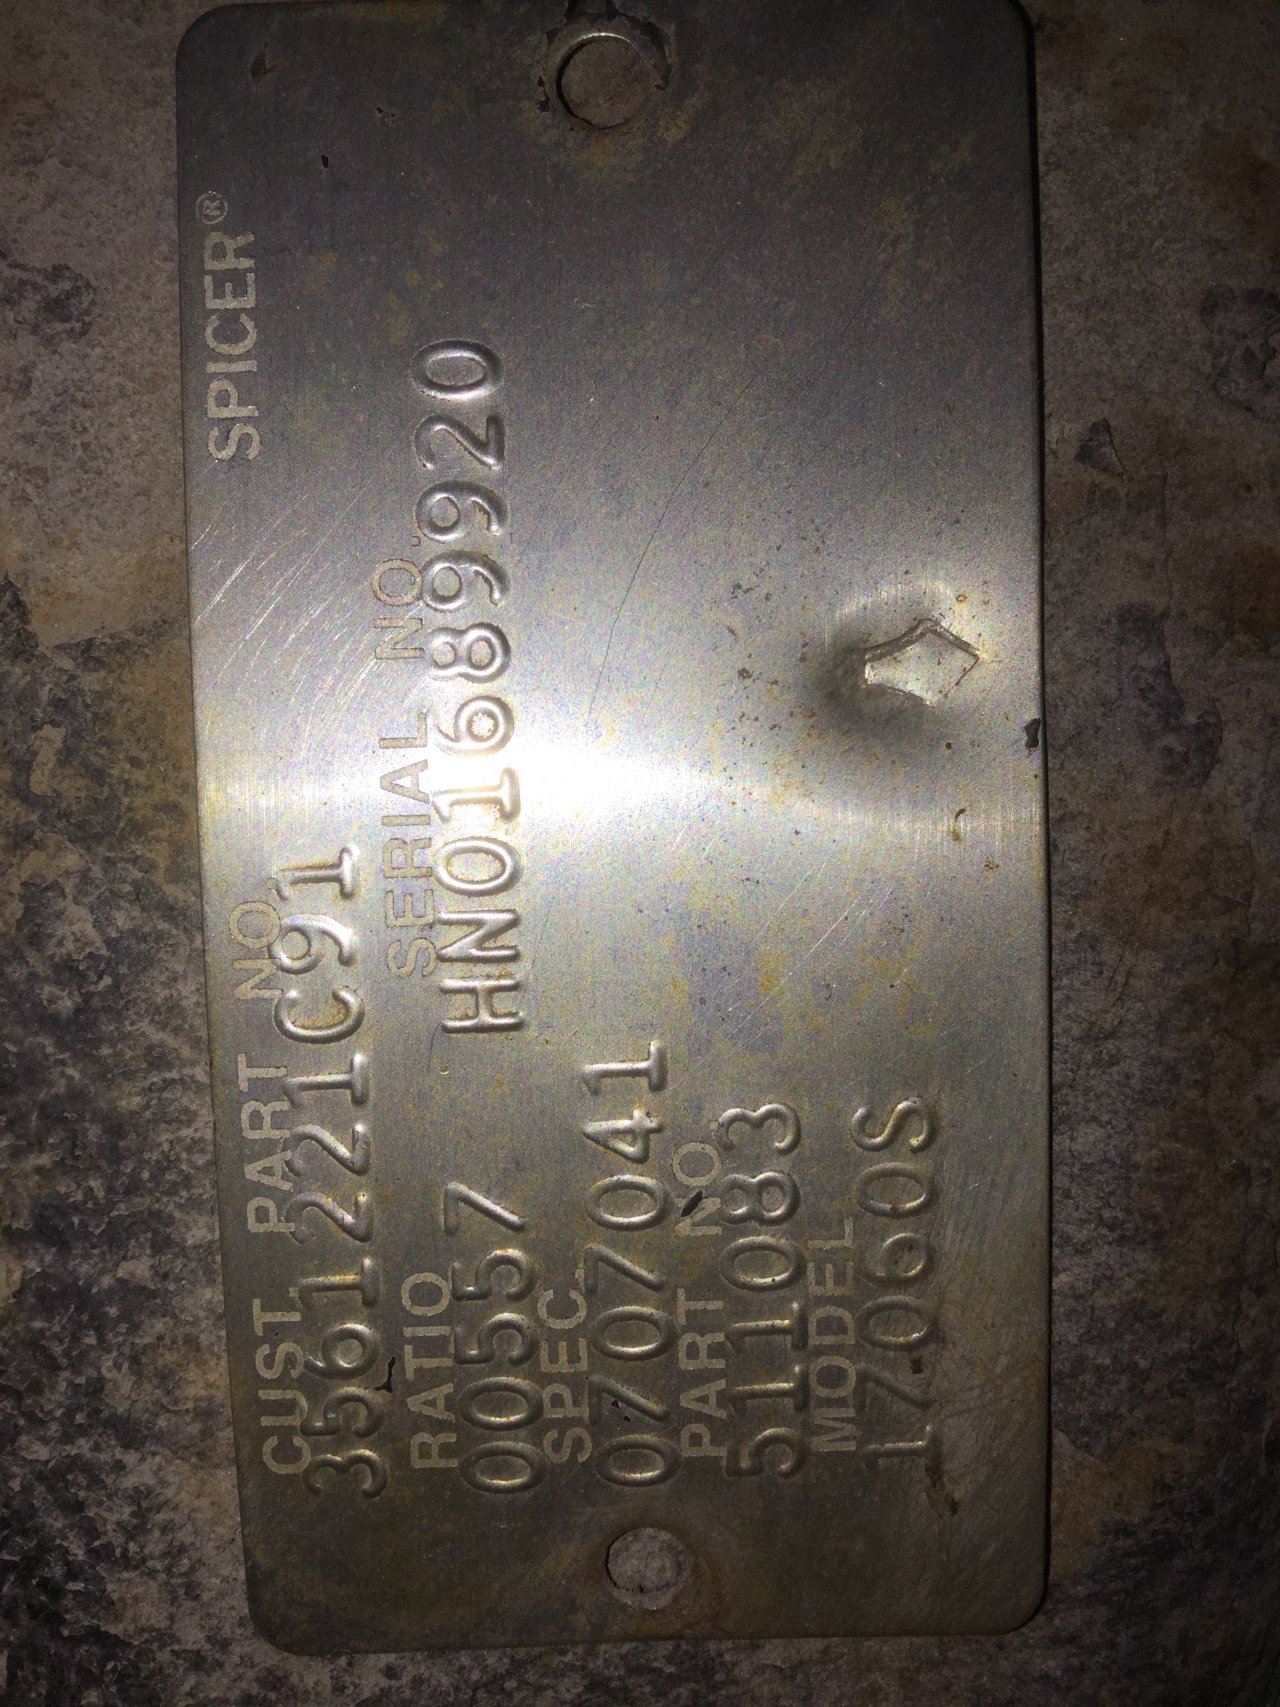 SPICER®
CUST. PART NO.
3561221C91
RATIO SERIAL NO.
00557 HN01689920
SPEC.
0707041
PART NO.
511083
MODEL
17060S